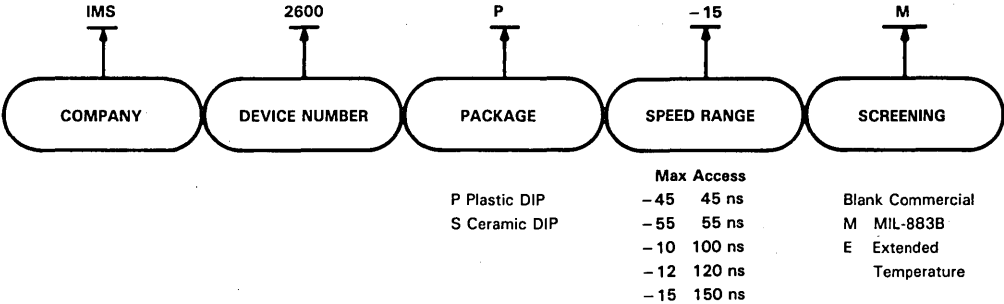 IMS 2600 P -15 M
COMPANY DEVICE NUMBER PACKAGE SPEED RANGE SCREENING
Max Access
P Plastic DIP -45 45 ns Blank Commercial
S Ceramic DIP -55 55 ns M MIL-883B
-10 100 ns E Extended
-12 120 ns Temperature
-15 150 ns